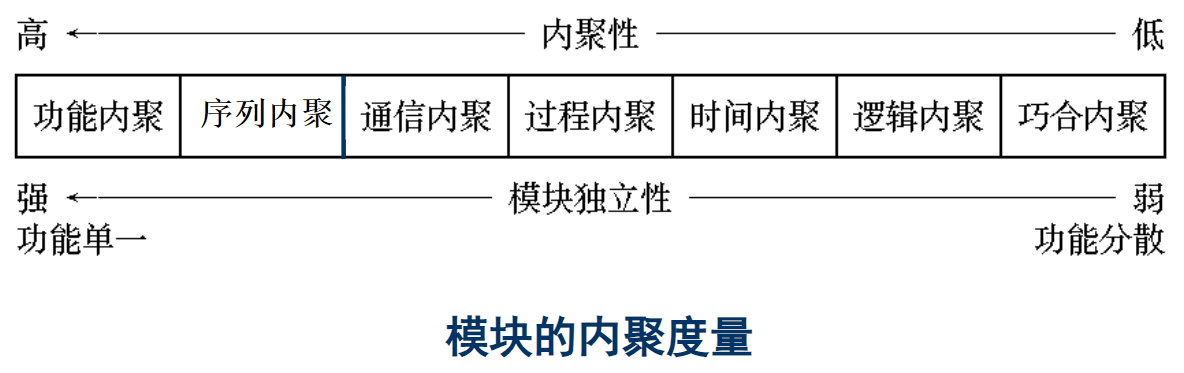 高 内聚性 低
功能内聚 序列内聚 通信内聚 过程内聚 时间内聚 逻辑内聚 巧合内聚
强 模块独立性 弱
功能单一 功能分散
模块的内聚度量